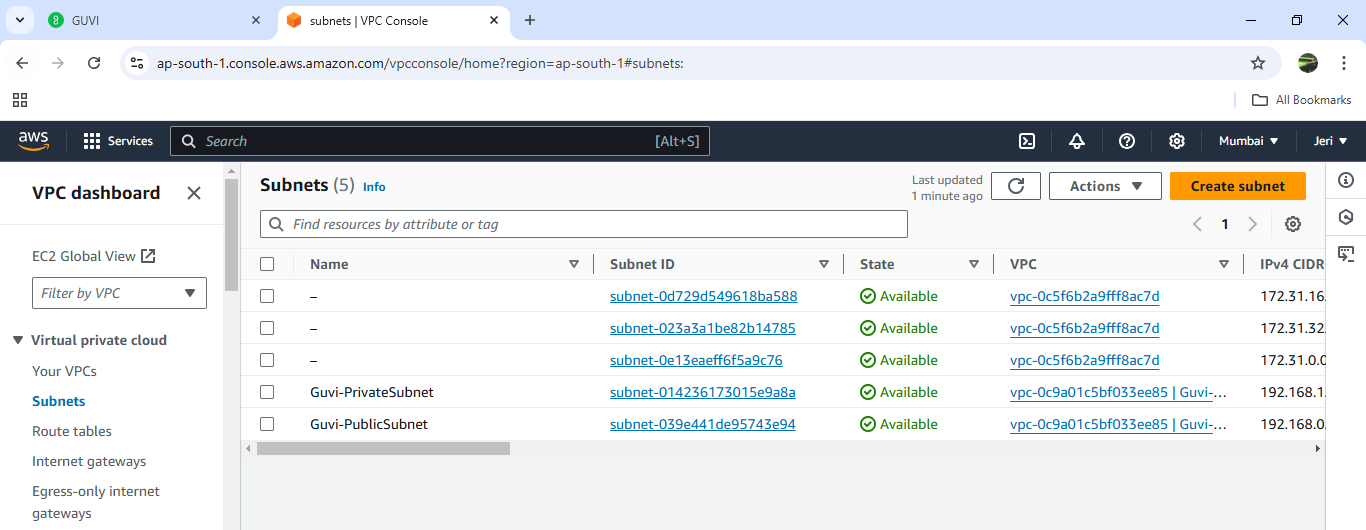 GUVI
subnets | VPC Console
ap-south-1.console.aws.amazon.com/vpcconsole/home?region=ap-south-1#subnets:
All Bookmarks
aws
Services
Search
[Alt+S]
Mumbai
Jeri
VPC dashboard
EC2 Global View
Filter by VPC
Virtual private cloud
Your VPCs
Subnets
Route tables
Internet gateways
Egress-only internet
gateways
Subnets (5) Info
Last updated
1 minute ago
Actions
Create subnet
Find resources by attribute or tag
1
Name Subnet ID State VPC IPv4 CIDR
– subnet-0d729d549618ba588 Available vpc-0c5f6b2a9fff8ac7d 172.31.16.
– subnet-023a3a1be82b14785 Available vpc-0c5f6b2a9fff8ac7d 172.31.32.
– subnet-0e13eaeff6f5a9c76 Available vpc-0c5f6b2a9fff8ac7d 172.31.0.0
Guvi-PrivateSubnet subnet-014236173015e9a8a Available vpc-0c9a01c5bf033ee85 | Guvi-... 192.168.1.
Guvi-PublicSubnet subnet-039e441de95743e94 Available vpc-0c9a01c5bf033ee85 | Guvi-... 192.168.0.